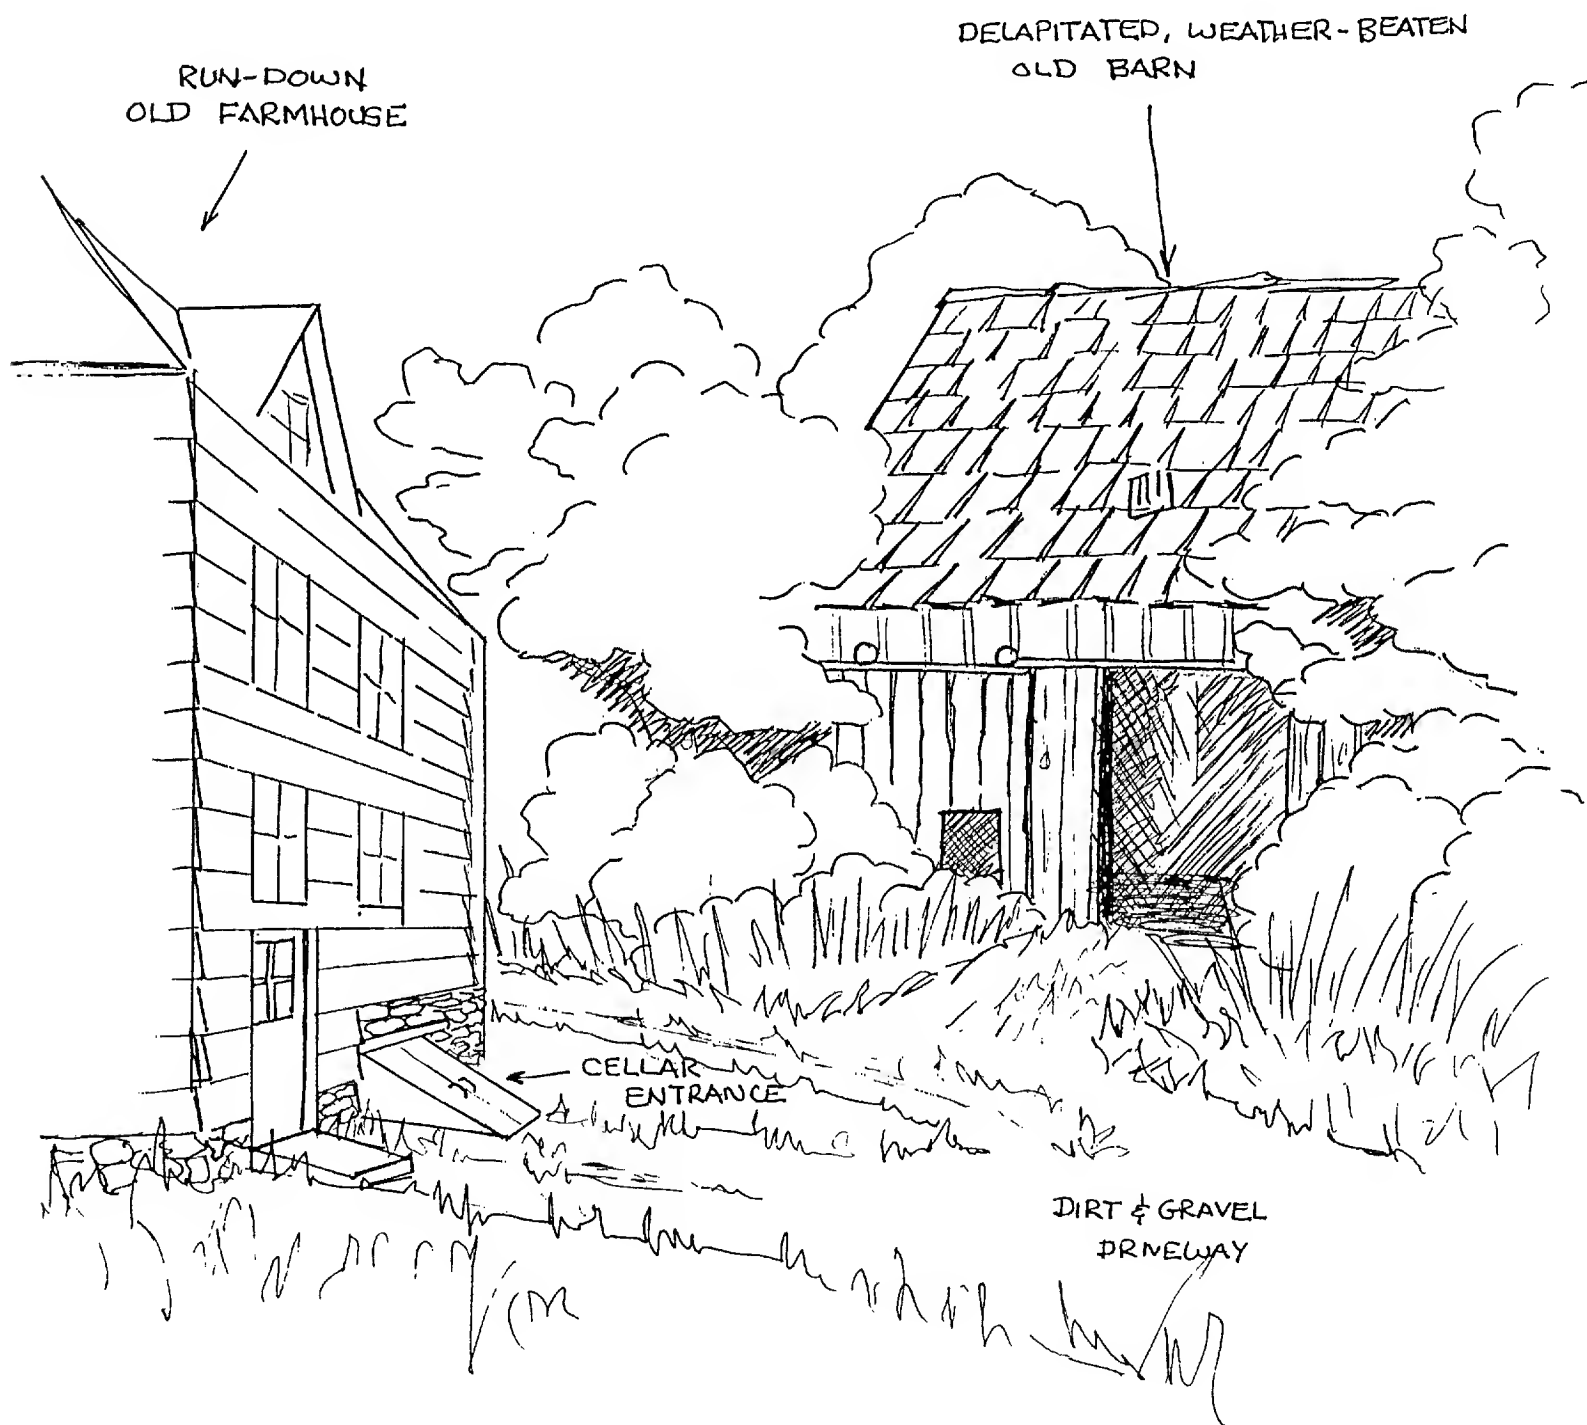 DELAPITATED, WEATHER-BEATEN
OLD BARN
RUN-DOWN
OLD FARMHOUSE
CELLAR
ENTRANCE
DIRT & GRAVEL
DRIVEWAY